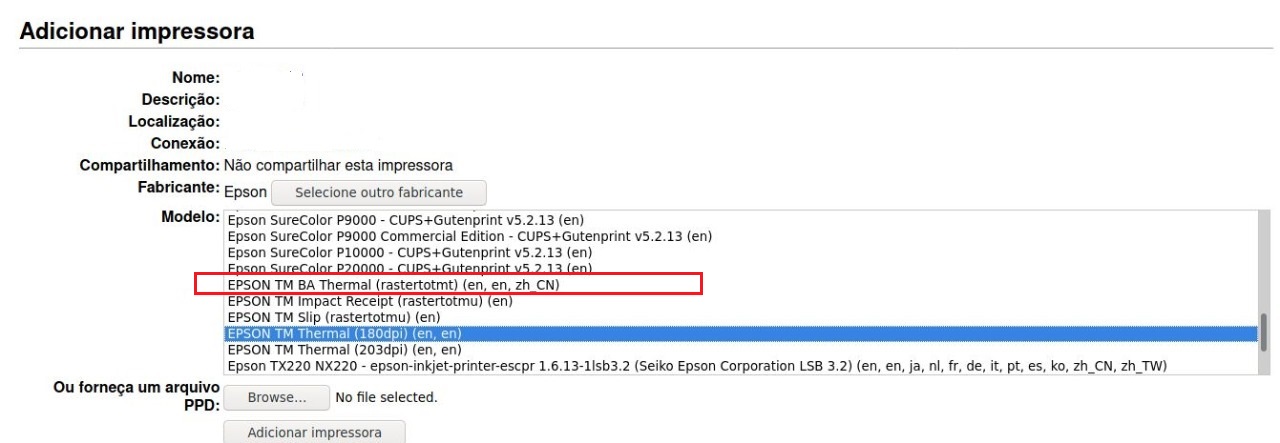 Adicionar impressora
Nome:
Descrição:
Localização:
Conexão:
Compartilhamento: Não compartilhar esta impressora
Fabricante: Epson Selecione outro fabricante
Modelo: Epson SureColor P9000 - CUPS+Gutenprint v5.2.13 (en)
Epson SureColor P9000 Commercial Edition - CUPS+Gutenprint v5.2.13 (en)
Epson SureColor P10000 - CUPS+Gutenprint v5.2.13 (en)
Epson SureColor P20000 - CUPS+Gutenprint v5.2.13 (en)
EPSON TM BA Thermal (rastertotmt) (en, en, zh_CN)
EPSON TM Impact Receipt (rastertotmu) (en)
EPSON TM Slip (rastertotmu) (en)
EPSON TM Thermal (180dpi) (en, en)
EPSON TM Thermal (203dpi) (en, en)
Epson TX220 NX220 - epson-inkjet-printer-escpr 1.6.13-1lsb3.2 (Seiko Epson Corporation LSB 3.2) (en, en, ja, nl, fr, de, it, pt, es, ko, zh_CN, zh_TW)
Ou forneça um arquivo
PPD: Browse... No file selected.
Adicionar impressora